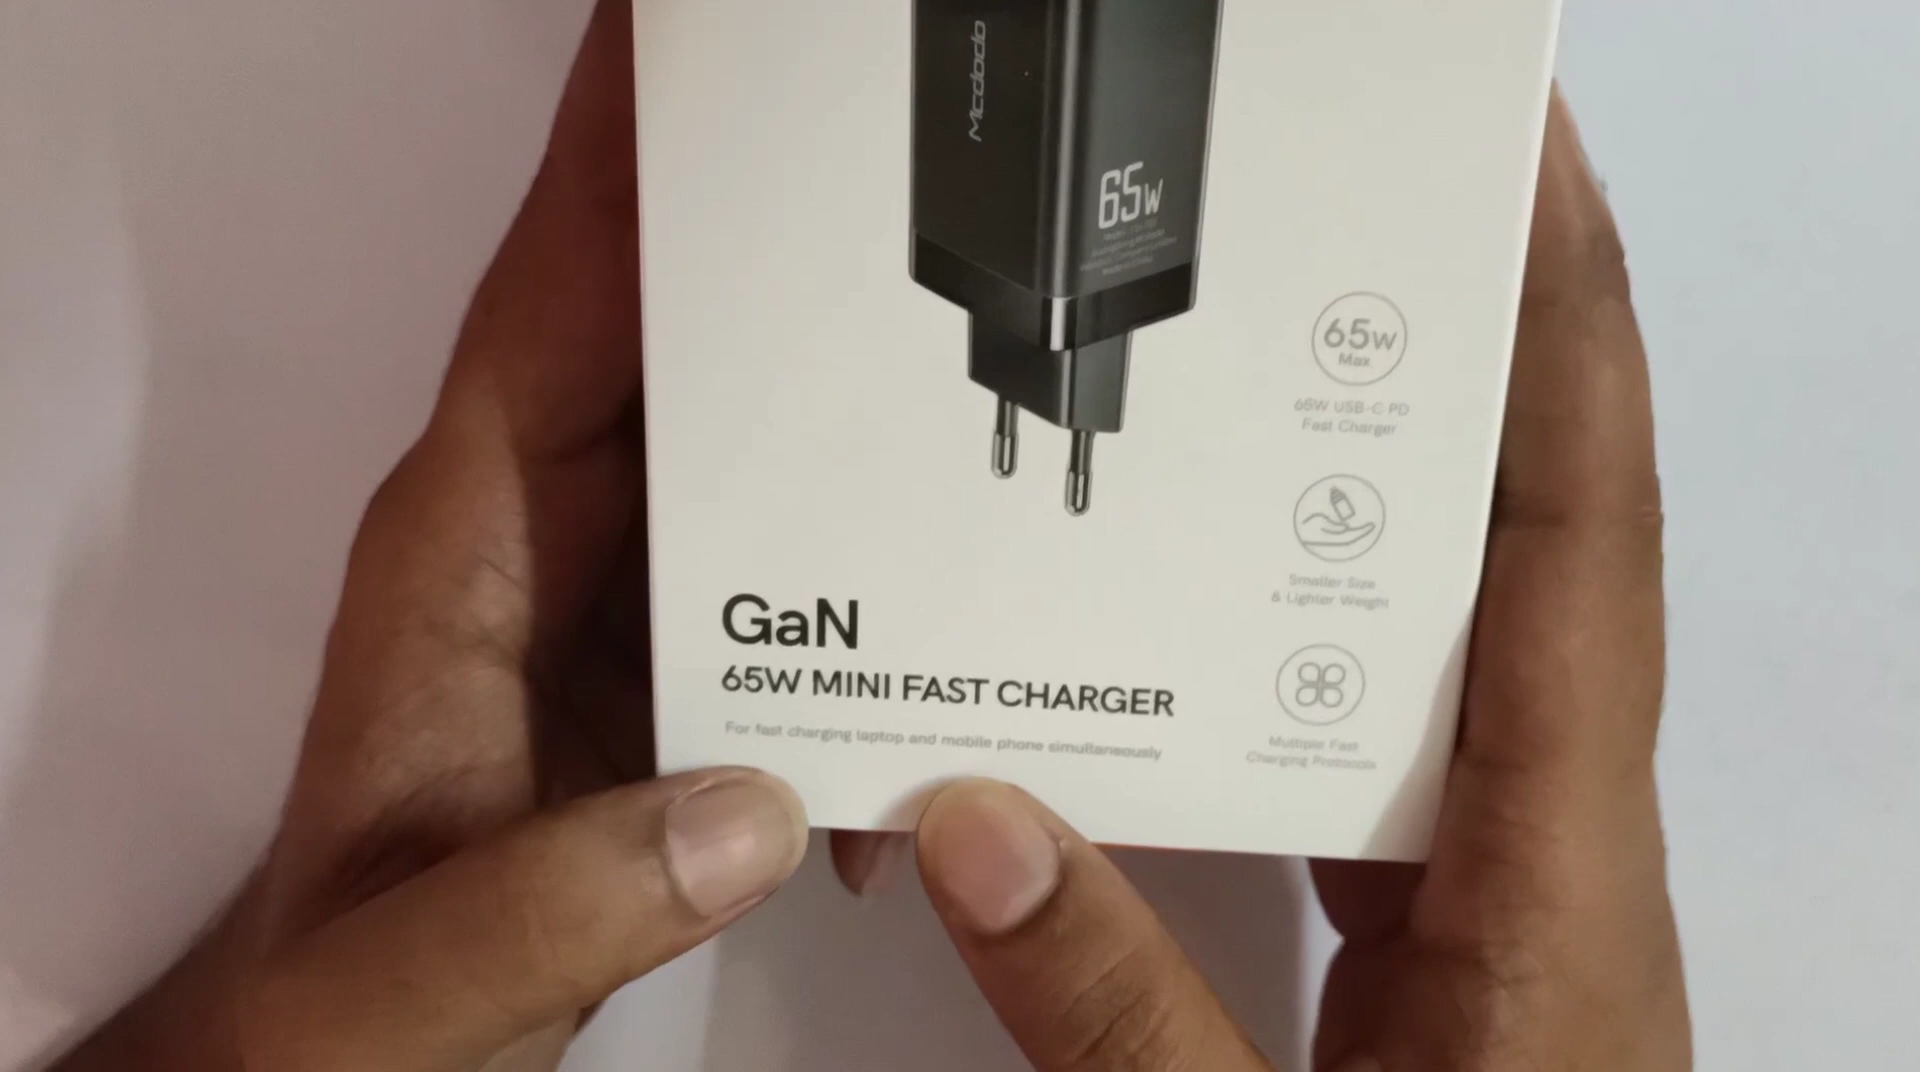 Mcdodo
65W
65W
Max
65W USB-C PD
Fast Charger
Smaller Size
& Lighter Weight
GaN
65W MINI FAST CHARGER
For fast charging laptop and mobile phone simultaneously
Multiple Fast
Charging Protocols